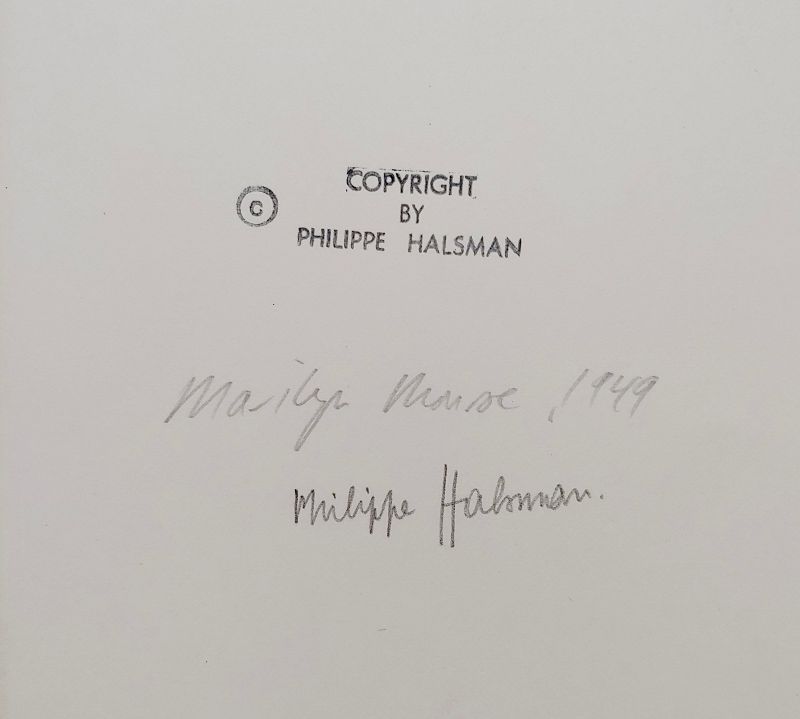 © COPYRIGHT
BY
PHILIPPE HALSMAN
Marilyn Monroe, 1949
Philippe Halsman.